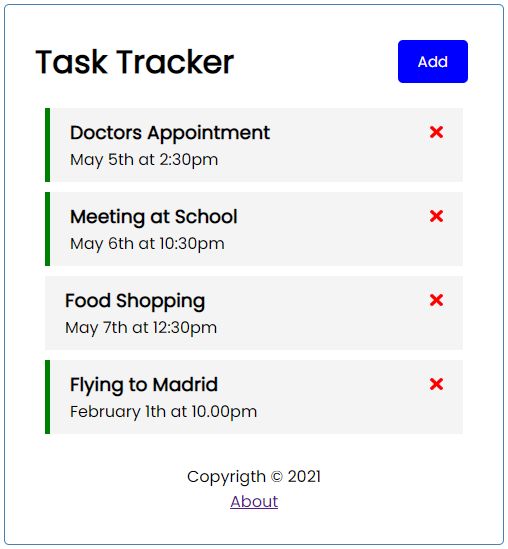 Task Tracker
Add
Doctors Appointment
May 5th at 2:30pm
Meeting at School
May 6th at 10:30pm
Food Shopping
May 7th at 12:30pm
Flying to Madrid
February 1th at 10.00pm
Copyrigth © 2021
About